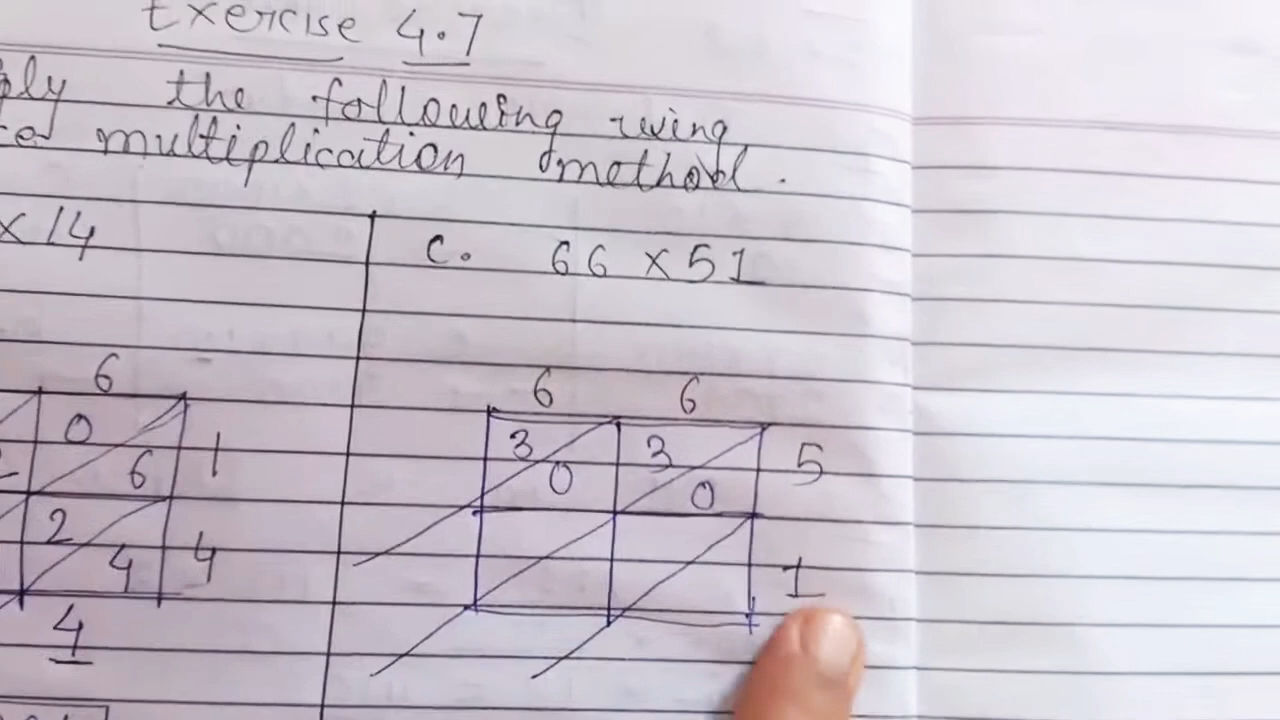 Exercise 4.7
ply the following using
multiplication method.
x 14
c. 66 x 51
6
0
6
1
2
4
4
4
6 6
3 0 3 0 5
1